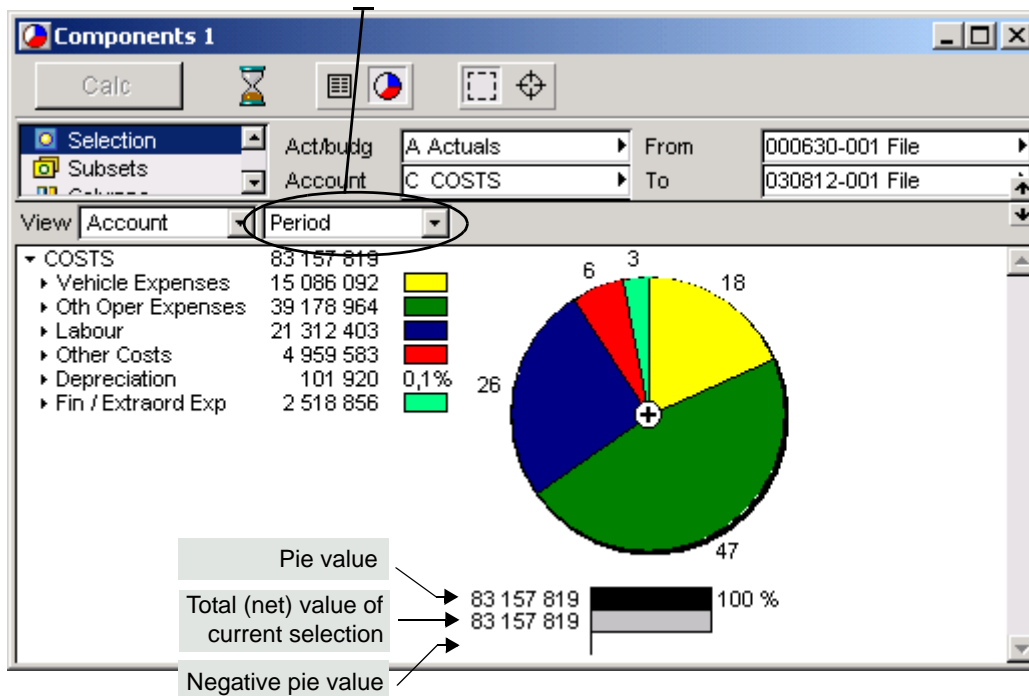 Components 1
Calc
Selection
Subsets
Act/budg A Actuals From 000630-001 File
Account C COSTS To 030812-001 File
View Account Period
COSTS 83 157 819
Vehicle Expenses 15 086 092
Oth Oper Expenses 39 178 964
Labour 21 312 403
Other Costs 4 959 583
Depreciation 101 920 0,1%
Fin / Extraord Exp 2 518 856
6 3 18
26
47
Pie value
83 157 819 100 %
Total (net) value of
current selection
83 157 819
Negative pie value